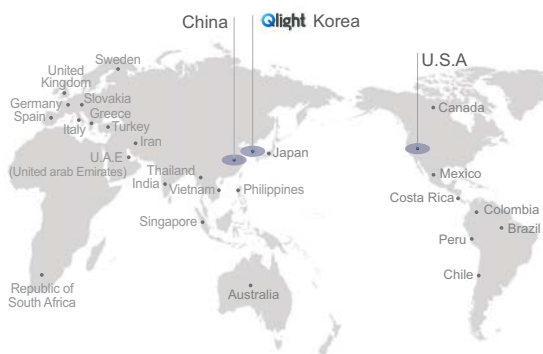 China
Qlight Korea
U.S.A
Sweden
United
Kingdom
Germany
Slovakia
Spain
Greece
Italy
Turkey
Iran
U.A.E
(United arab Emirates)
Thailand
India
Vietnam
Philippines
Japan
Singapore
Canada
Mexico
Costa Rica
Colombia
Brazil
Peru
Chile
Republic of
South Africa
Australia